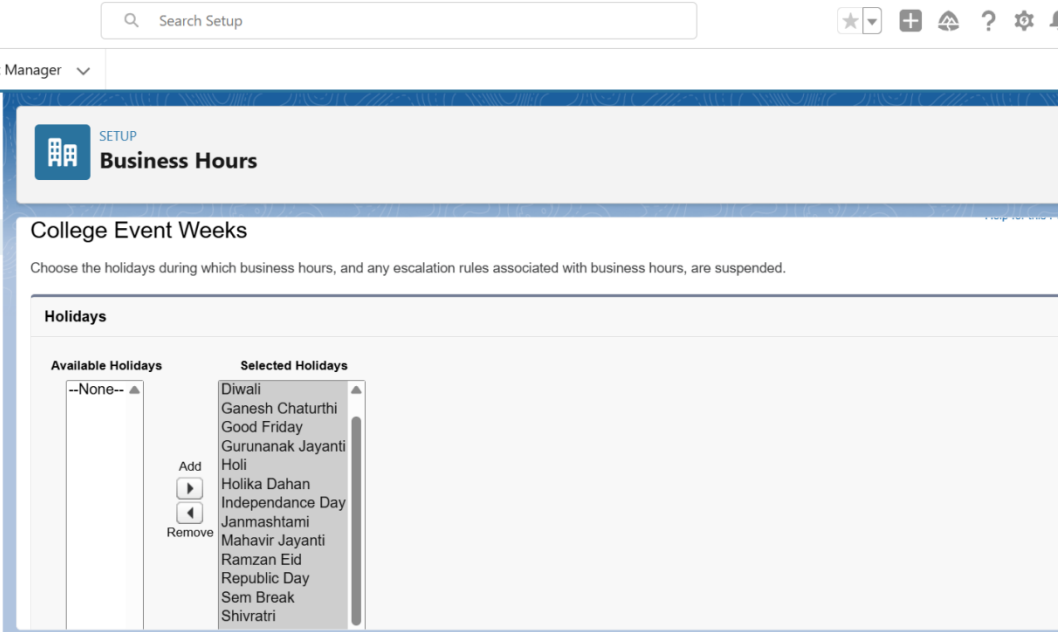 Search Setup
Manager
SETUP
Business Hours
College Event Weeks
Choose the holidays during which business hours, and any escalation rules associated with business hours, are suspended.
Holidays
Available Holidays
Selected Holidays
--None--
Add
Remove
Diwali
Ganesh Chaturthi
Good Friday
Gurunanak Jayanti
Holi
Holika Dahan
Independance Day
Janmashtami
Mahavir Jayanti
Ramzan Eid
Republic Day
Sem Break
Shivratri